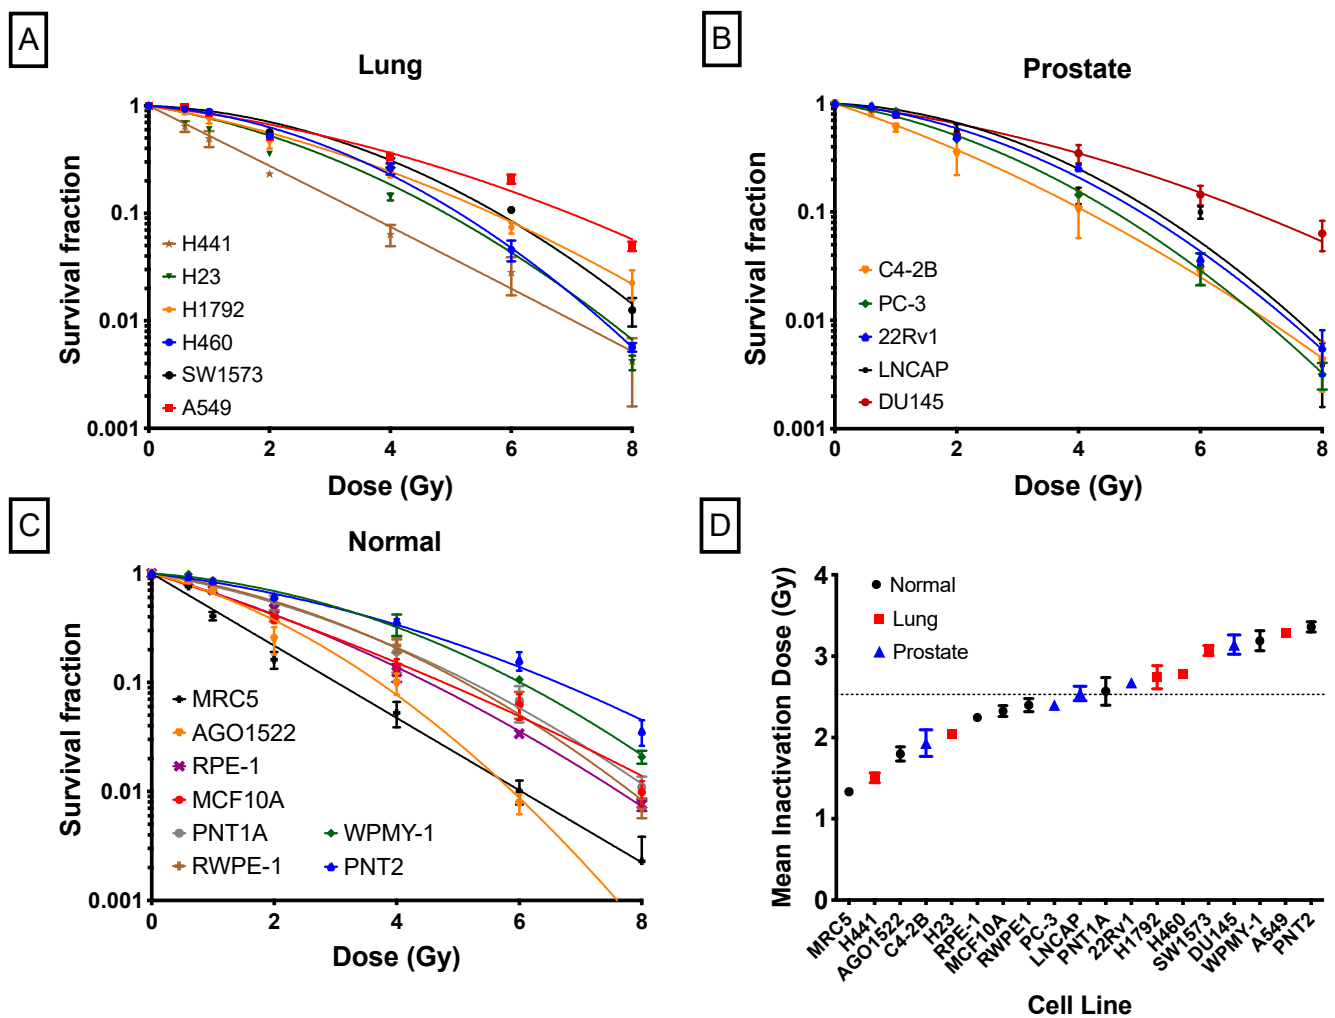 A
Lung
Survival fraction
1
0.1
0.01
0.001
H441
H23
H1792
H460
SW1573
A549
0 2 4 6 8
Dose (Gy)
B
Prostate
Survival fraction
1
0.1
0.01
0.001
C4-2B
PC-3
22Rv1
LNCAP
DU145
0 2 4 6 8
Dose (Gy)
C
Normal
Survival fraction
1
0.1
0.01
0.001
MRC5
AGO1522
RPE-1
MCF10A
PNT1A WPMY-1
RWPE-1 PNT2
0 2 4 6 8
Dose (Gy)
D
Mean Inactivation Dose (Gy)
4
3
2
1
0
Normal
Lung
Prostate
MRC5
H441
AGO1522
C4-2B
H23
RPE-1
MCF10A
RWPE1
PC-3
LNCAP
PNT1A
22Rv1
H1792
H460
SW1573
DU145
WPMY-1
A549
PNT2
Cell Line